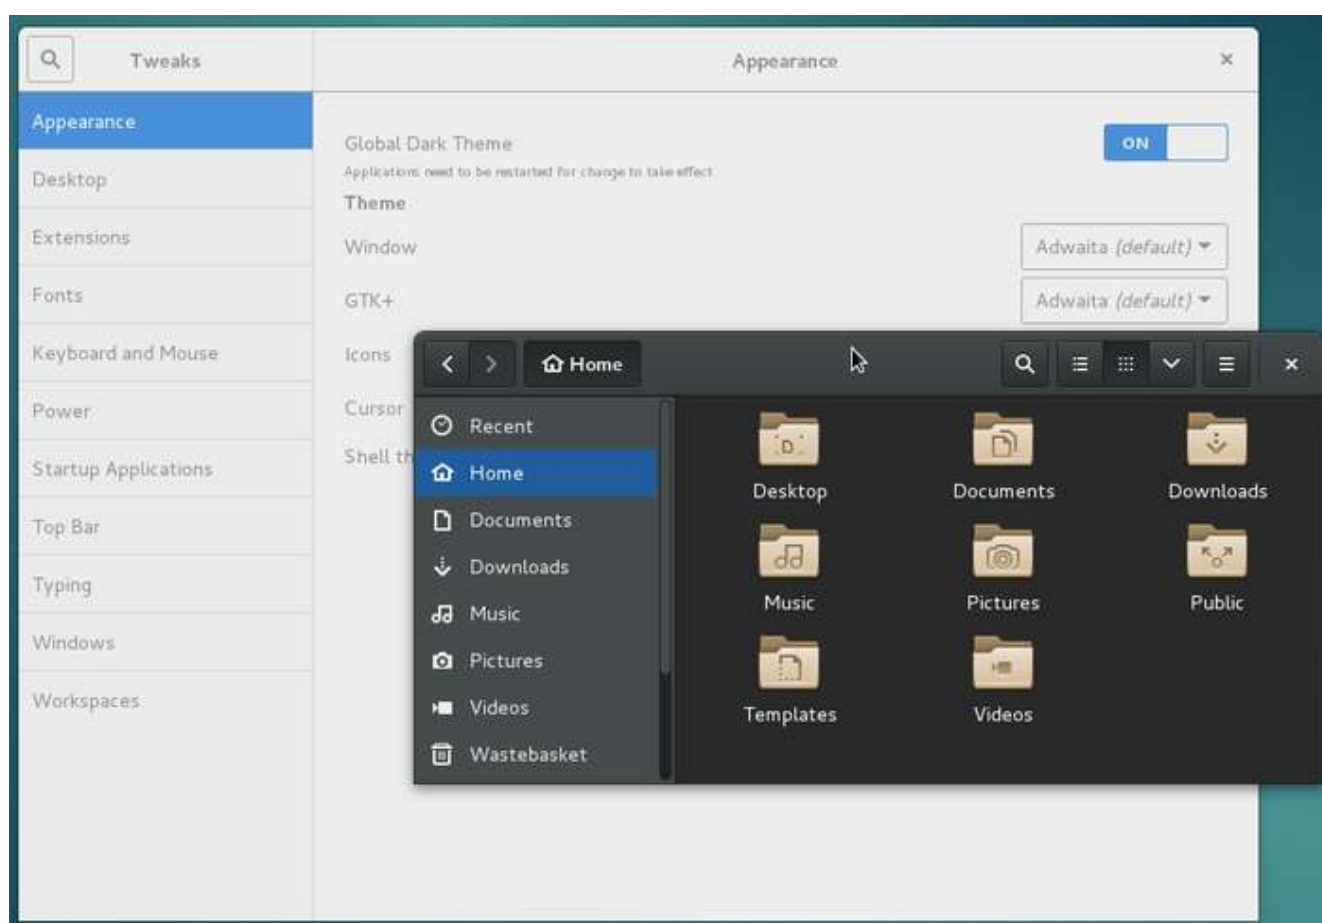 Tweaks
Appearance
Appearance
Desktop
Extensions
Fonts
Keyboard and Mouse
Power
Startup Applications
Top Bar
Typing
Windows
Workspaces
Global Dark Theme
ON
Applications need to be restarted for change to take effect
Theme
Window
Adwaita (default)
GTK+
Adwaita (default)
Icons
Cursor
Shell th
Home
Recent
Home
Documents
Downloads
Music
Pictures
Videos
Wastebasket
Desktop
Documents
Downloads
Music
Pictures
Public
Templates
Videos